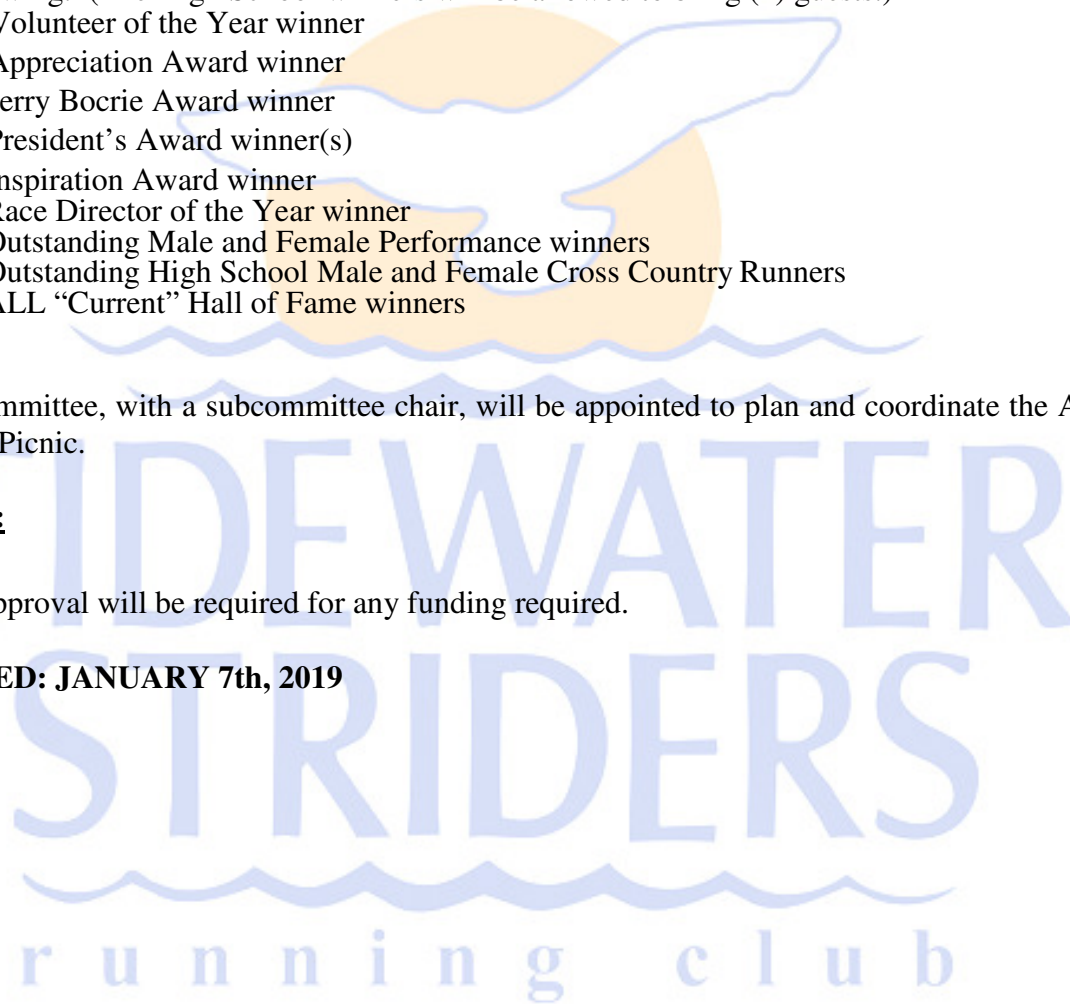 Volunteer of the Year winner
Appreciation Award winner
erry Bocrie Award winner
President’s Award winner(s)
nspiration Award winner
Race Director of the Year winner
Outstanding Male and Female Performance winners
Outstanding High School Male and Female Cross Country Runners
ALL “Current” Hall of Fame winners
mmittee, with a subcommittee chair, will be appointed to plan and coordinate the A
Picnic.
:
pproval will be required for any funding required.
ED: JANUARY 7th, 2019
TIDEWATER
STRIDERS
running club